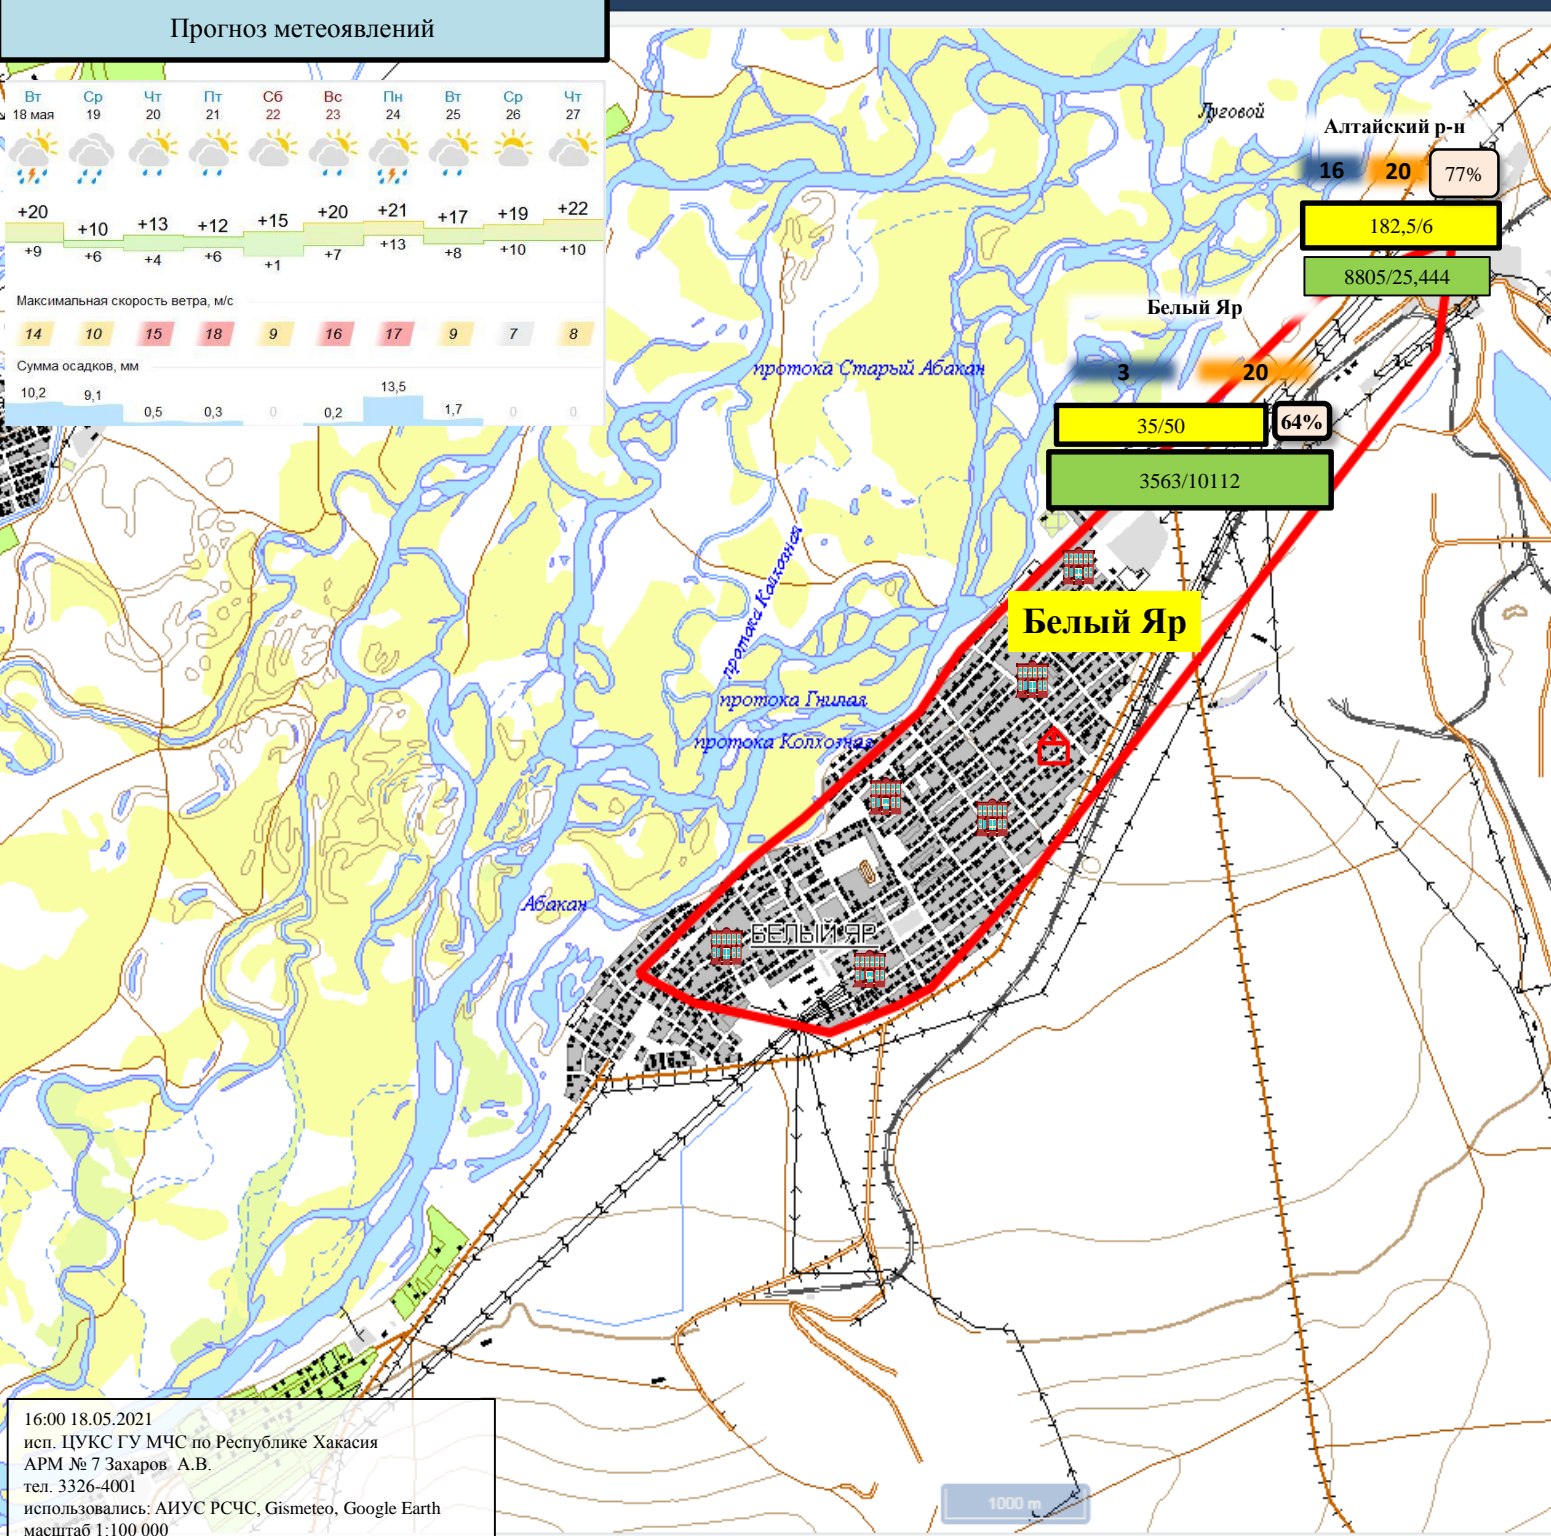 Прогноз метеоявлений
Вт Ср Чт Пт Сб Вс Пн Вт Ср Чт
18 мая 19 20 21 22 23 24 25 26 27
+20 +10 +13 +12 +15 +20 +21 +17 +19 +22
+9 +6 +4 +6 +1 +7 +13 +8 +10 +10
Максимальная скорость ветра, м/с
14 10 15 18 9 16 17 9 7 8
Сумма осадков, мм
10,2 9,1 0,5 0,3 0 0,2 13,5 1,7 0 0
Луговой
Алтайский р-н
16 20 77%
182,5/6
8805/25,444
Белый Яр
3 20
35/50 64%
3563/10112
протока Старый Абакан
протока Колхозная
Белый Яр
протока Гнилая
протока Колхозная
Абакан
БЕЛЫЙ ЯР
1000 m
16:00 18.05.2021
исп. ЦУКС ГУ МЧС по Республике Хакасия
АРМ № 7 Захаров А.В.
тел. 3326-4001
использовались: АИУС РСЧС, Gismeteo, Google Earth
масштаб 1:100 000